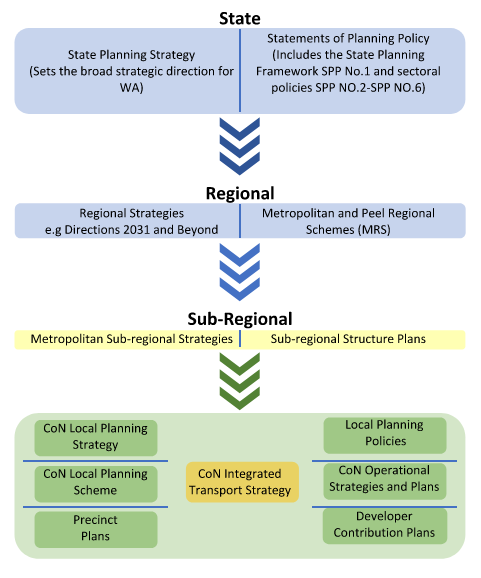 State
State Planning Strategy
(Sets the broad strategic direction for
WA)
Statements of Planning Policy
(Includes the State Planning
Framework SPP No.1 and sectoral
policies SPP NO.2-SPP NO.6)
Regional
Regional Strategies
e.g Directions 2031 and Beyond
Metropolitan and Peel Regional
Schemes (MRS)
Sub-Regional
Metropolitan Sub-regional Strategies
Sub-regional Structure Plans
CoN Local Planning
Strategy
CoN Local Planning
Scheme
Precinct
Plans
CoN Integrated
Transport Strategy
Local Planning
Policies
CoN Operational
Strategies and Plans
Developer
Contribution Plans